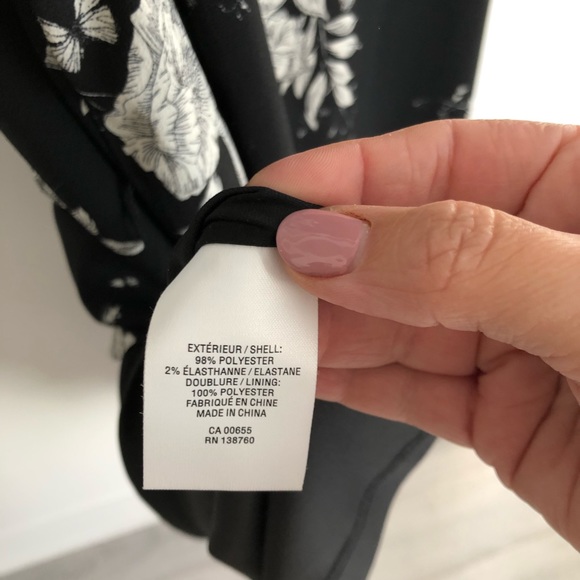 EXTÉRIEUR / SHELL:
98% POLYESTER
2% ÉLASTHANNE / ELASTANE
DOUBLURE / LINING:
100% POLYESTER
FABRIQUÉ EN CHINE
MADE IN CHINA
CA 00655
RN 138760